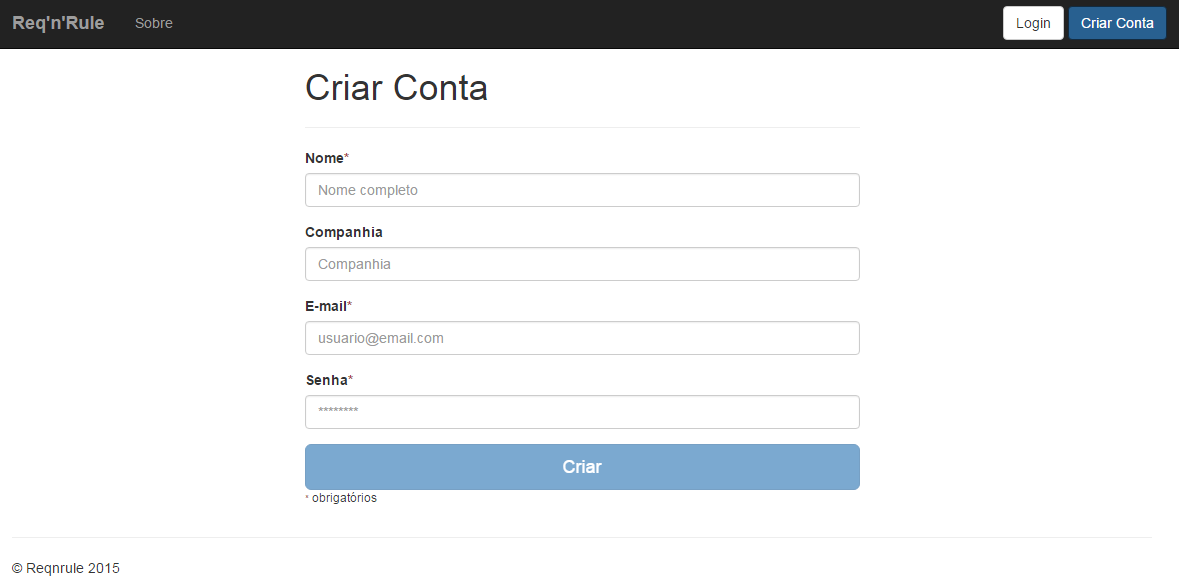 Req'n'Rule Sobre Login Criar Conta
Criar Conta
Nome*
Nome completo
Companhia
Companhia
E-mail*
usuario@email.com
Senha*
********
Criar
* obrigatórios
© Reqnrule 2015